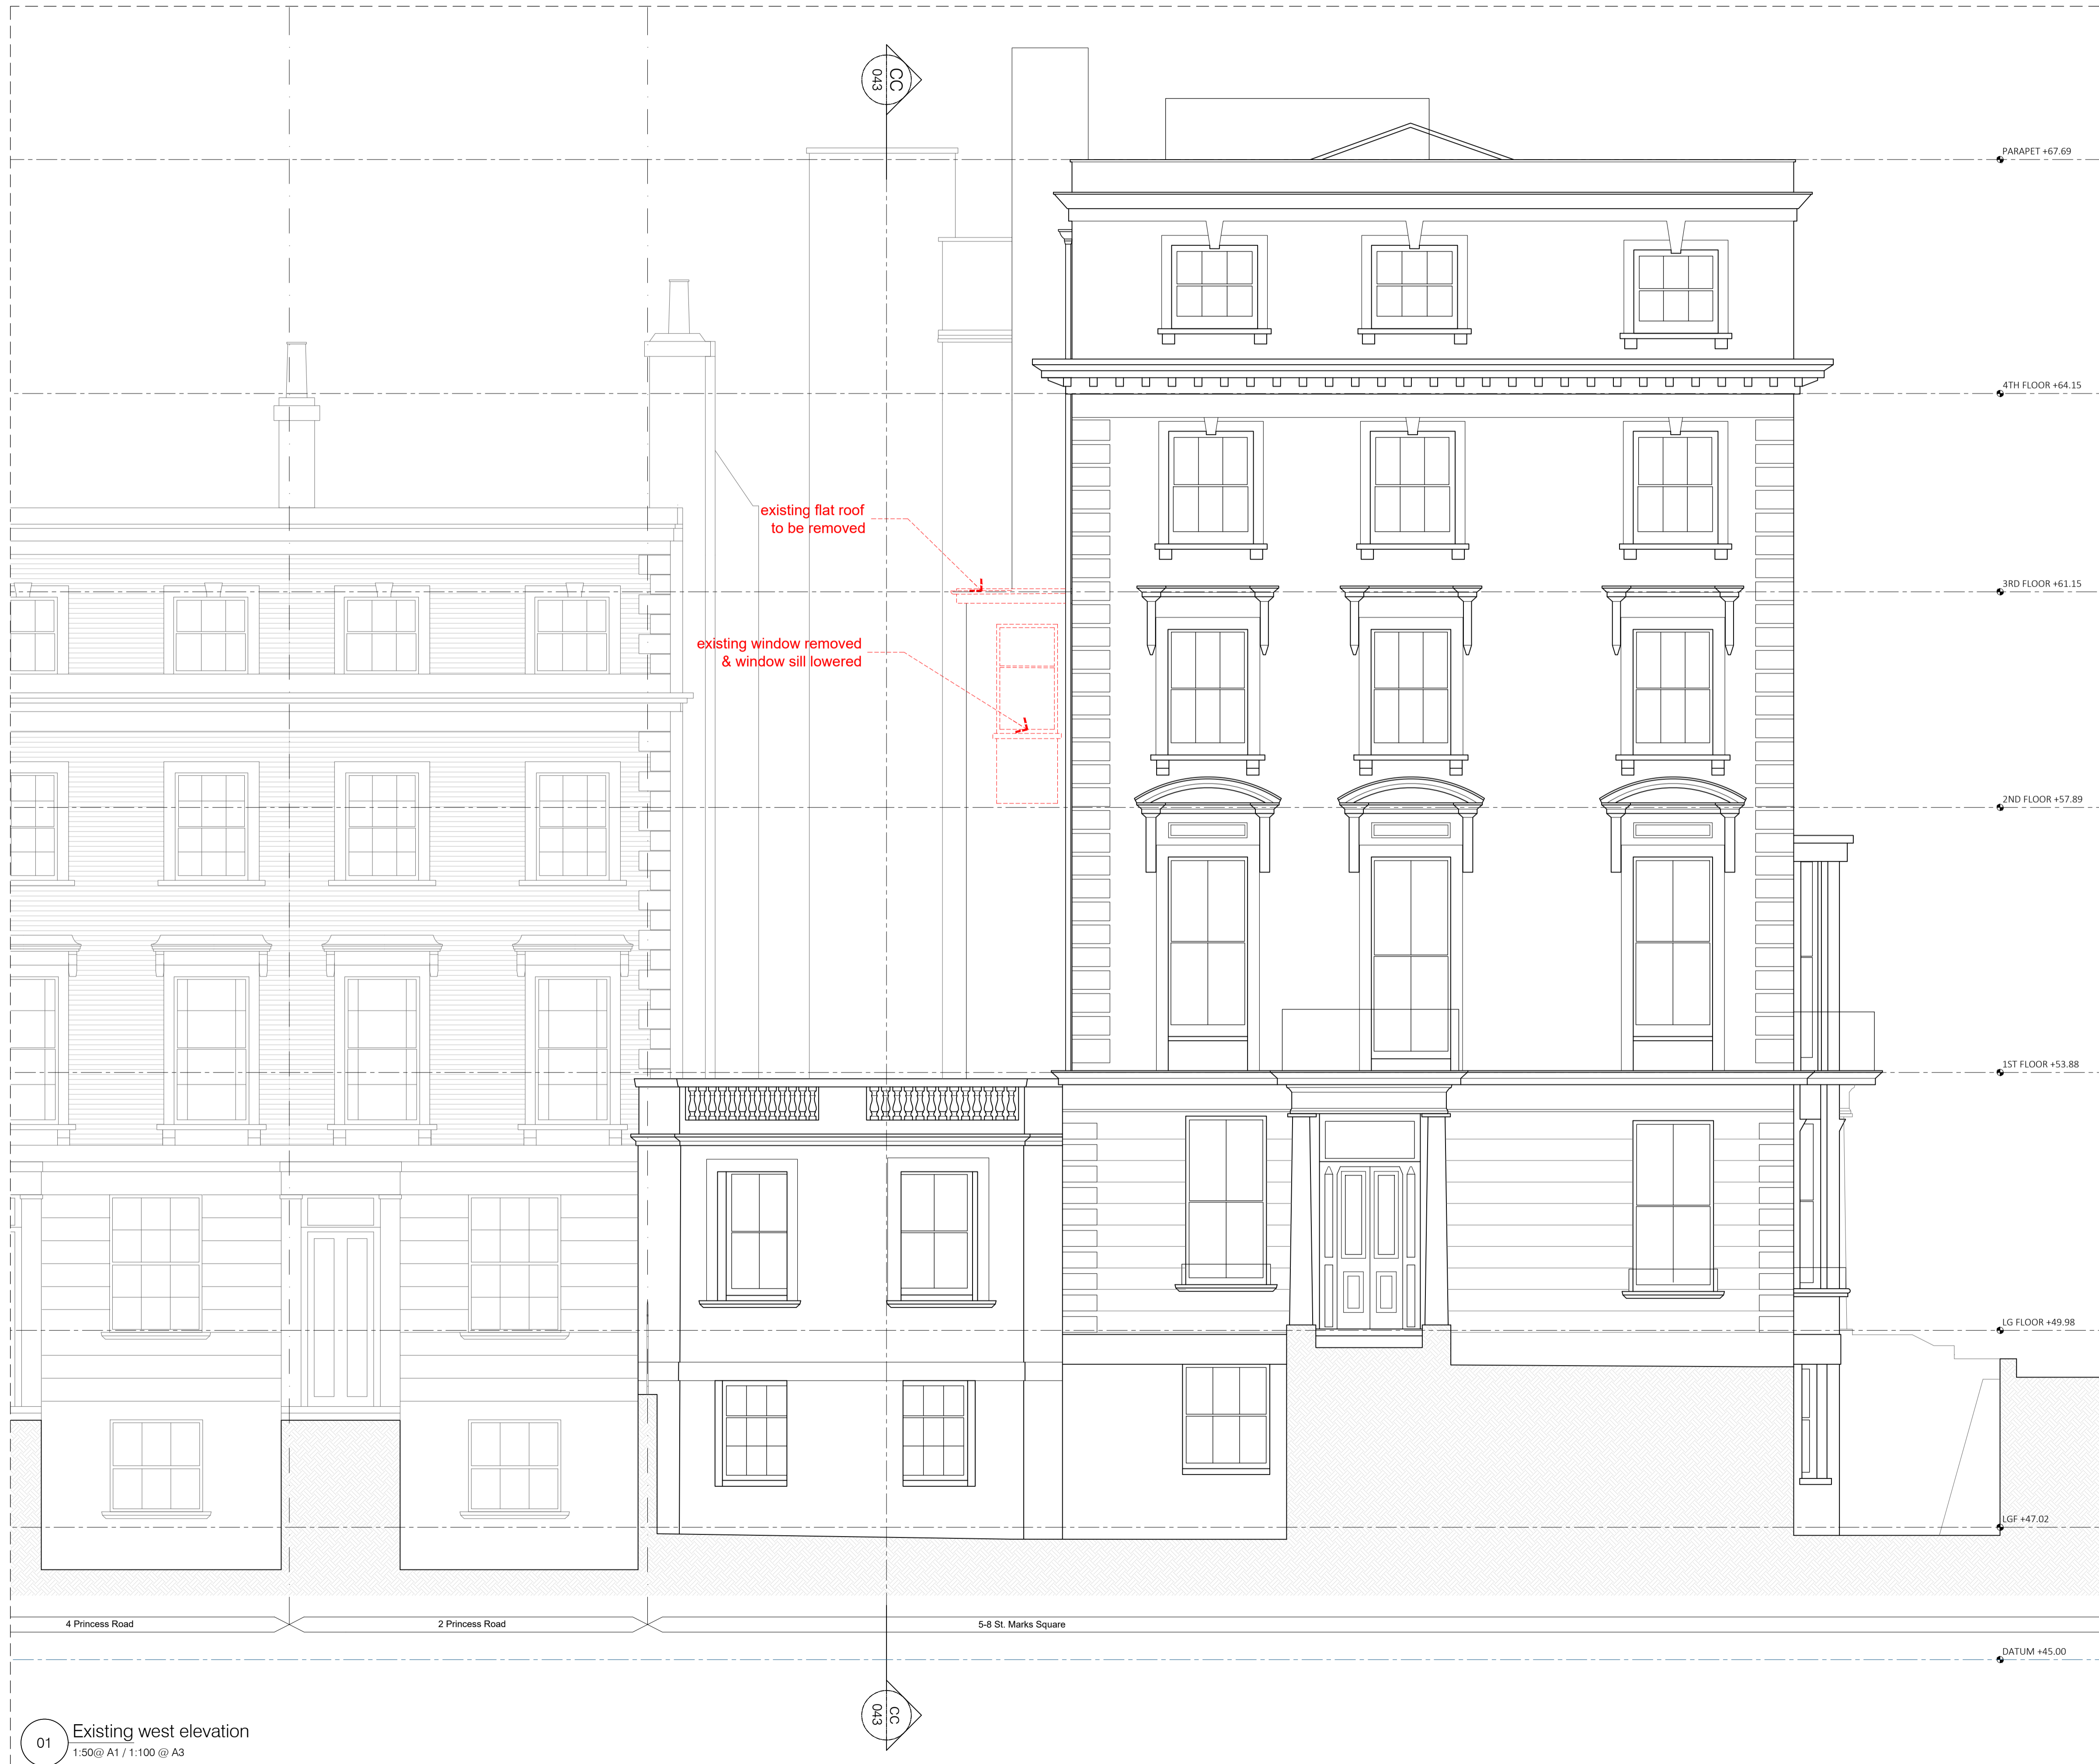 CC
043
PARAPET +67.69
4TH FLOOR +64.15
existing flat roof
to be removed
3RD FLOOR +61.15
existing window removed
& window sill lowered
2ND FLOOR +57.89
1ST FLOOR +53.88
LG FLOOR +49.98
LGF +47.02
4 Princess Road
2 Princess Road
5-8 St. Marks Square
DATUM +45.00
CC
043
01
Existing west elevation
1:50@ A1 / 1:100 @ A3